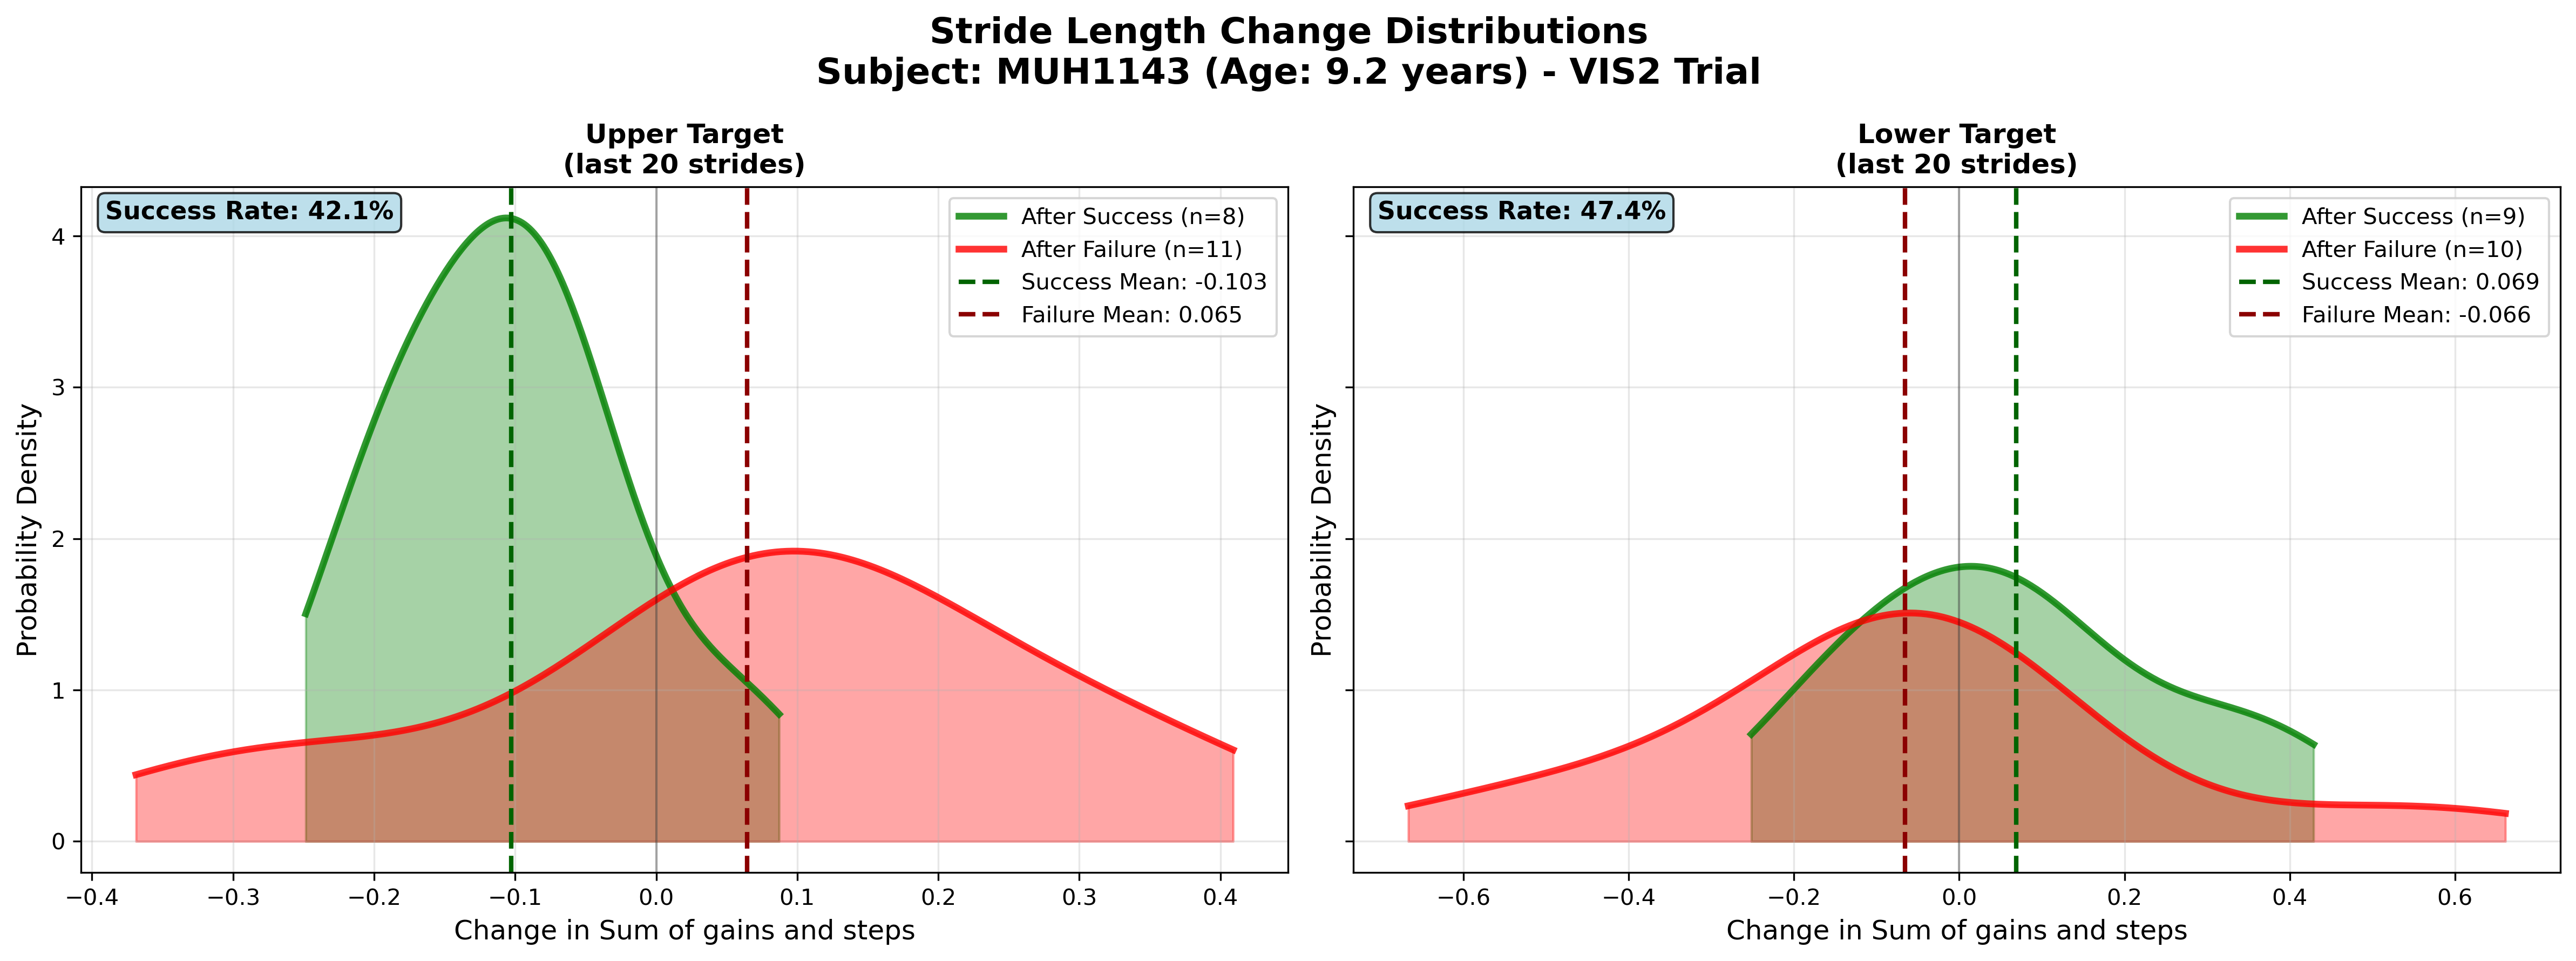 Stride Length Change Distributions
Subject: MUH1143 (Age: 9.2 years) - VIS2 Trial
Upper Target
(last 20 strides)
Success Rate: 42.1%
After Success (n=8)
After Failure (n=11)
Success Mean: -0.103
Failure Mean: 0.065
Probability Density
4
3
2
1
0
−0.4
−0.3
−0.2
−0.1
0.0
0.1
0.2
0.3
0.4
Change in Sum of gains and steps
Lower Target
(last 20 strides)
Success Rate: 47.4%
After Success (n=9)
After Failure (n=10)
Success Mean: 0.069
Failure Mean: -0.066
Probability Density
−0.6
−0.4
−0.2
0.0
0.2
0.4
0.6
Change in Sum of gains and steps